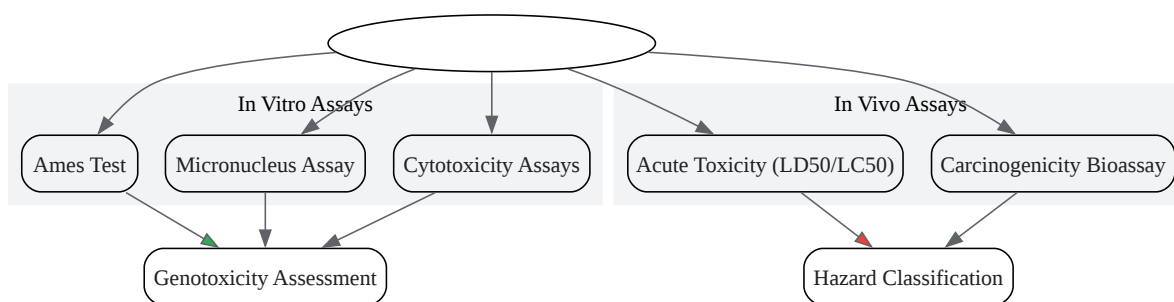 In Vitro Assays
In Vivo Assays
Ames Test
Micronucleus Assay
Cytotoxicity Assays
Acute Toxicity (LD50/LC50)
Carcinogenicity Bioassay
Genotoxicity Assessment
Hazard Classification